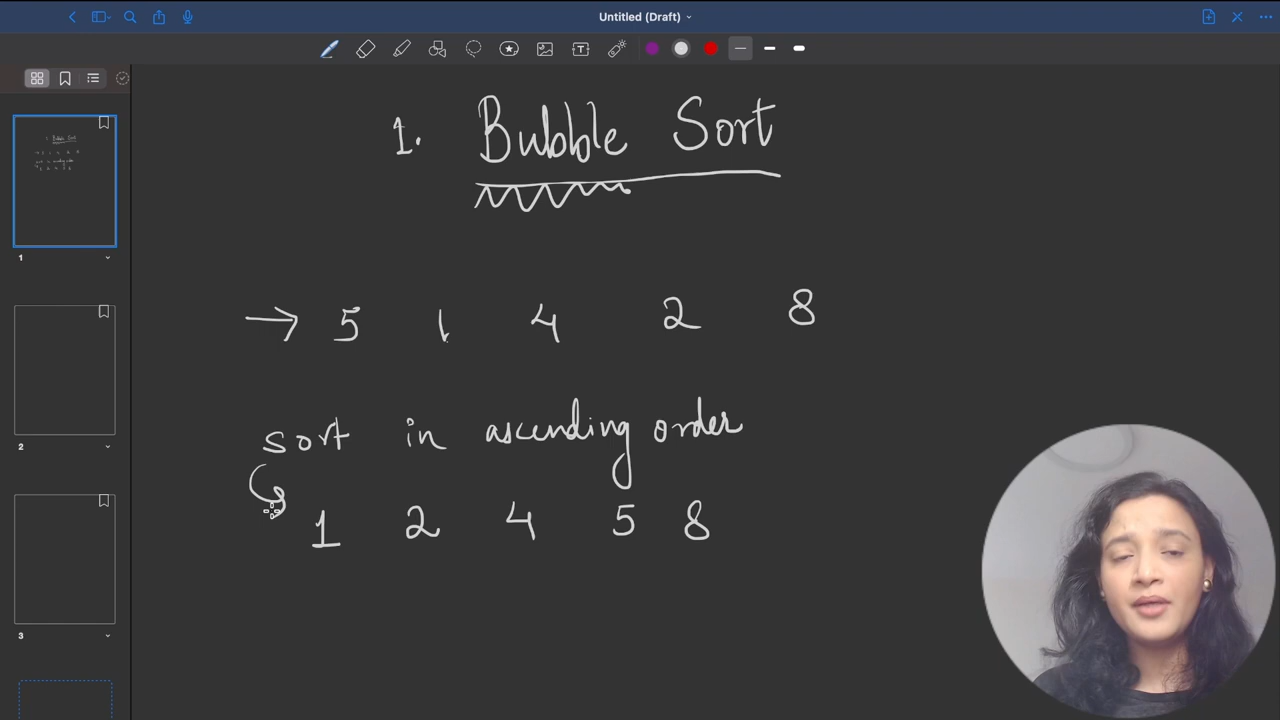 Untitled (Draft)
1. Bubble Sort
→ 5 1 4 2 8
sort in ascending order
1 2 4 5 8
1
2
3